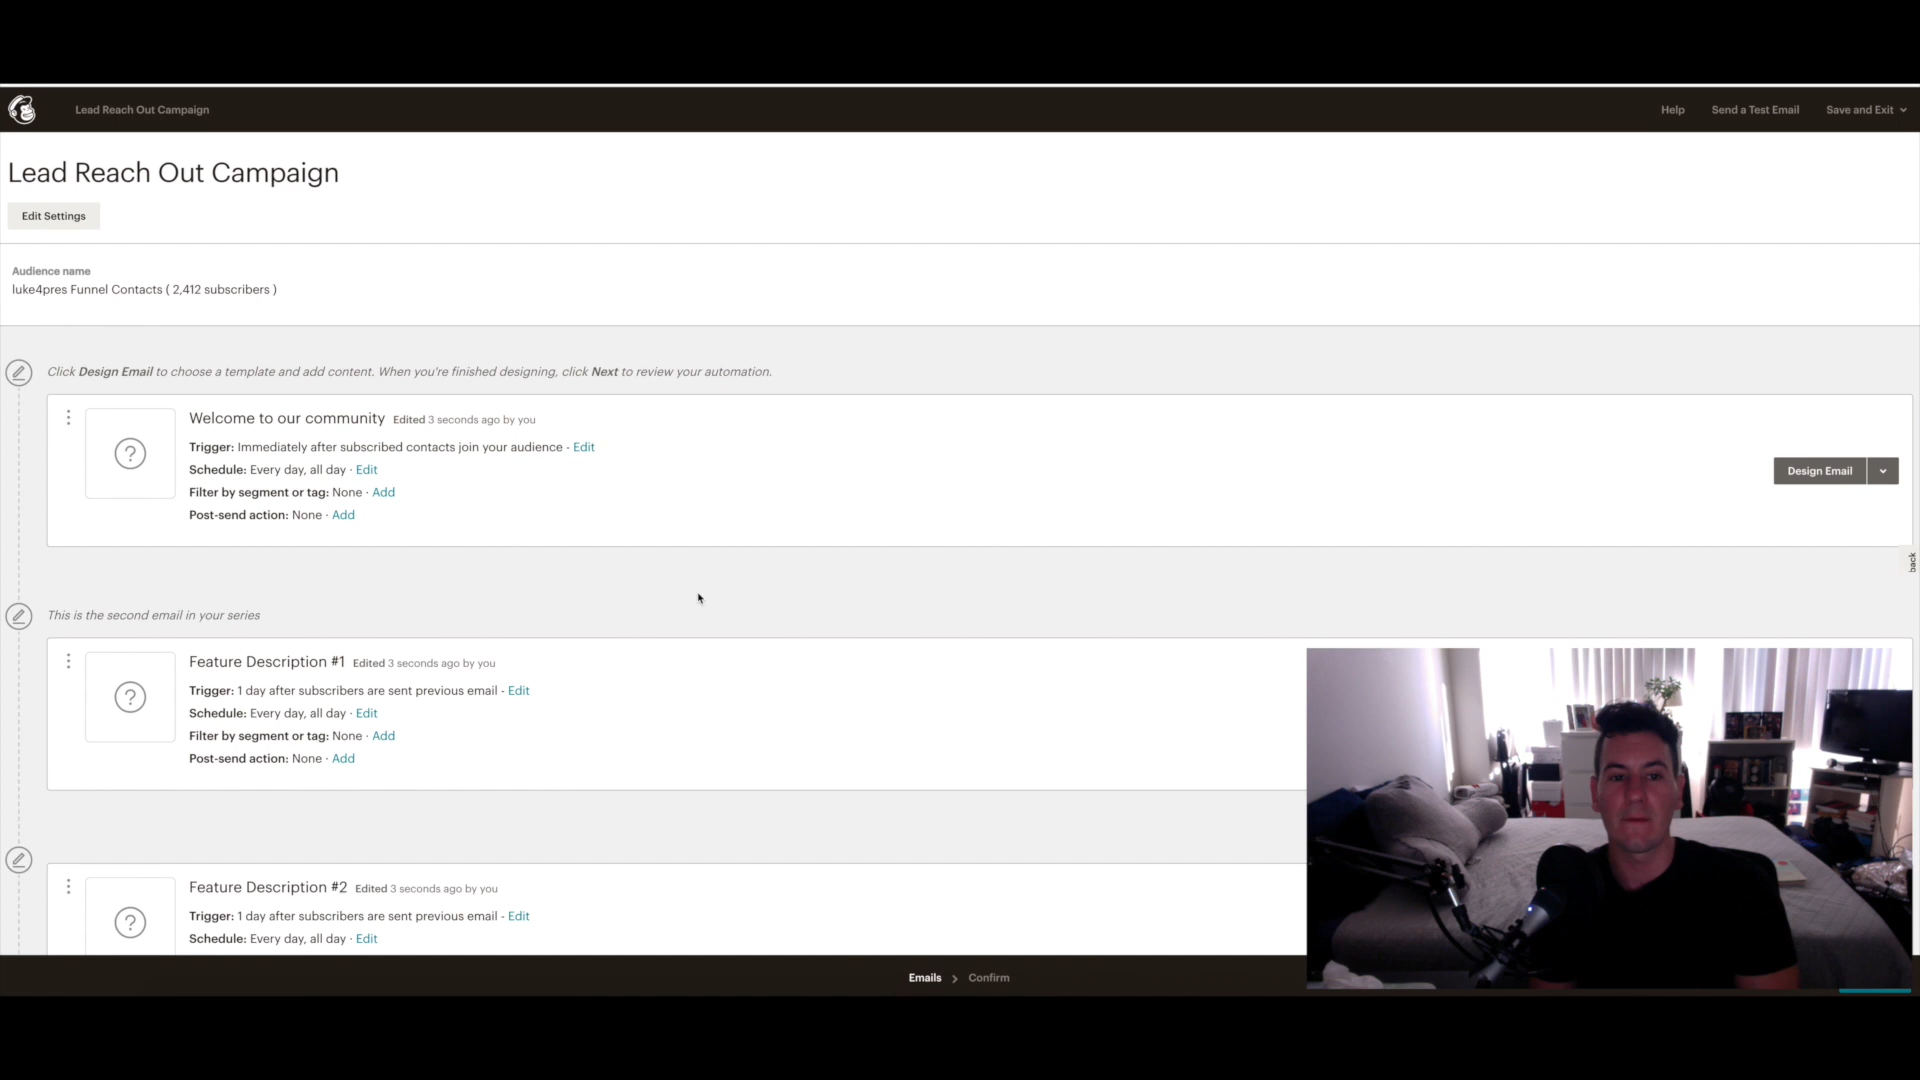 Lead Reach Out Campaign
Help
Send a Test Email
Save and Exit
Lead Reach Out Campaign
Edit Settings
Audience name
luke4pres Funnel Contacts ( 2,412 subscribers )
Click Design Email to choose a template and add content. When you're finished designing, click Next to review your automation.
Welcome to our community Edited 3 seconds ago by you
Trigger: Immediately after subscribed contacts join your audience - Edit
Schedule: Every day, all day · Edit
Filter by segment or tag: None · Add
Post-send action: None · Add
Design Email
back
This is the second email in your series
Feature Description #1 Edited 3 seconds ago by you
Trigger: 1 day after subscribers are sent previous email - Edit
Schedule: Every day, all day · Edit
Filter by segment or tag: None · Add
Post-send action: None · Add
Feature Description #2 Edited 3 seconds ago by you
Trigger: 1 day after subscribers are sent previous email - Edit
Schedule: Every day, all day · Edit
Emails > Confirm